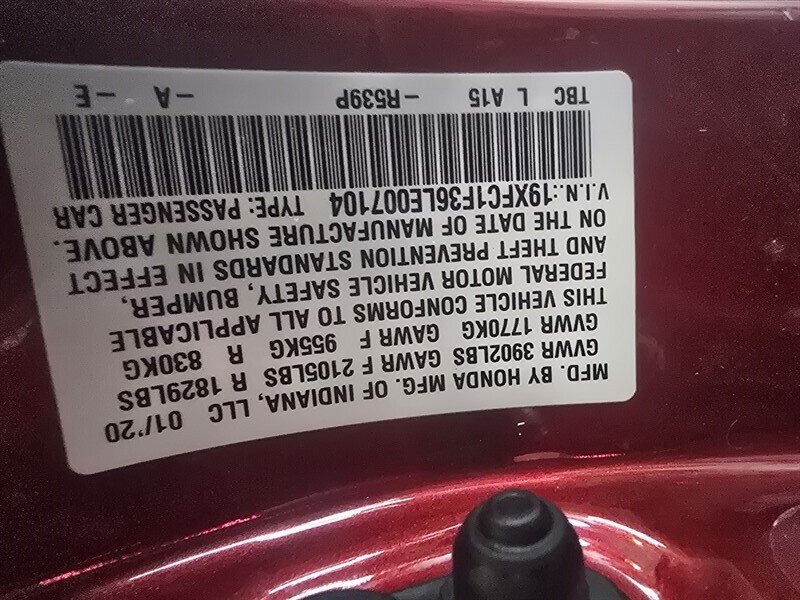 MFD. BY HONDA MFG. OF INDIANA, LLC 01/'20
GVWR 3902LBS GAWR F 2105LBS R 1829LBS
GVWR 1770KG GAWR F 955KG R 830KG
THIS VEHICLE CONFORMS TO ALL APPLICABLE
FEDERAL MOTOR VEHICLE SAFETY, BUMPER,
AND THEFT PREVENTION STANDARDS IN EFFECT
ON THE DATE OF MANUFACTURE SHOWN ABOVE.
V.I.N.:19XFC1F36LE007104 TYPE: PASSENGER CAR
TBC L A15 -R539P -A -E